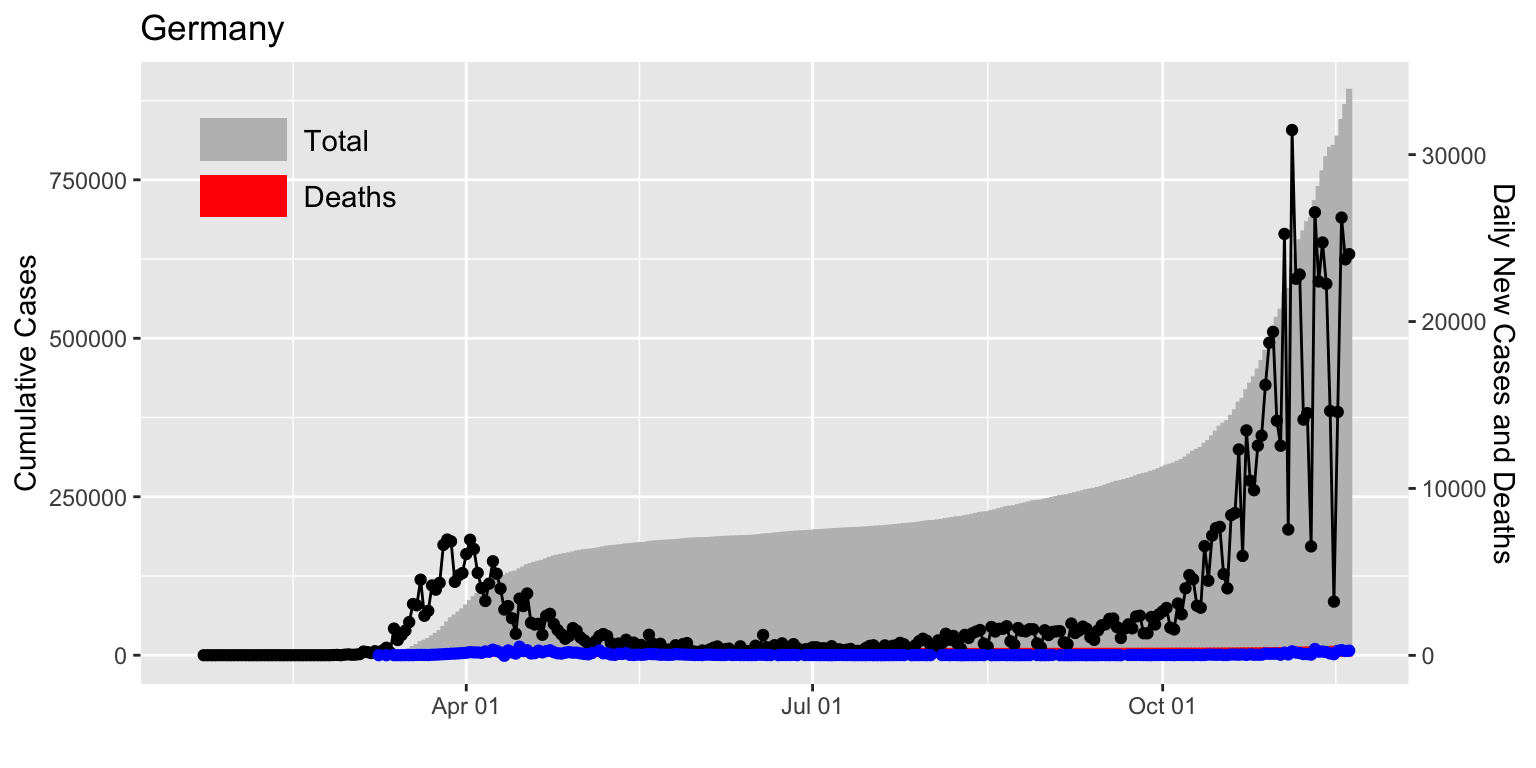 Germany
Total
Deaths
Cumulative Cases
750000
500000
250000
0
30000
20000
10000
0
Daily New Cases and Deaths
Apr 01
Jul 01
Oct 01